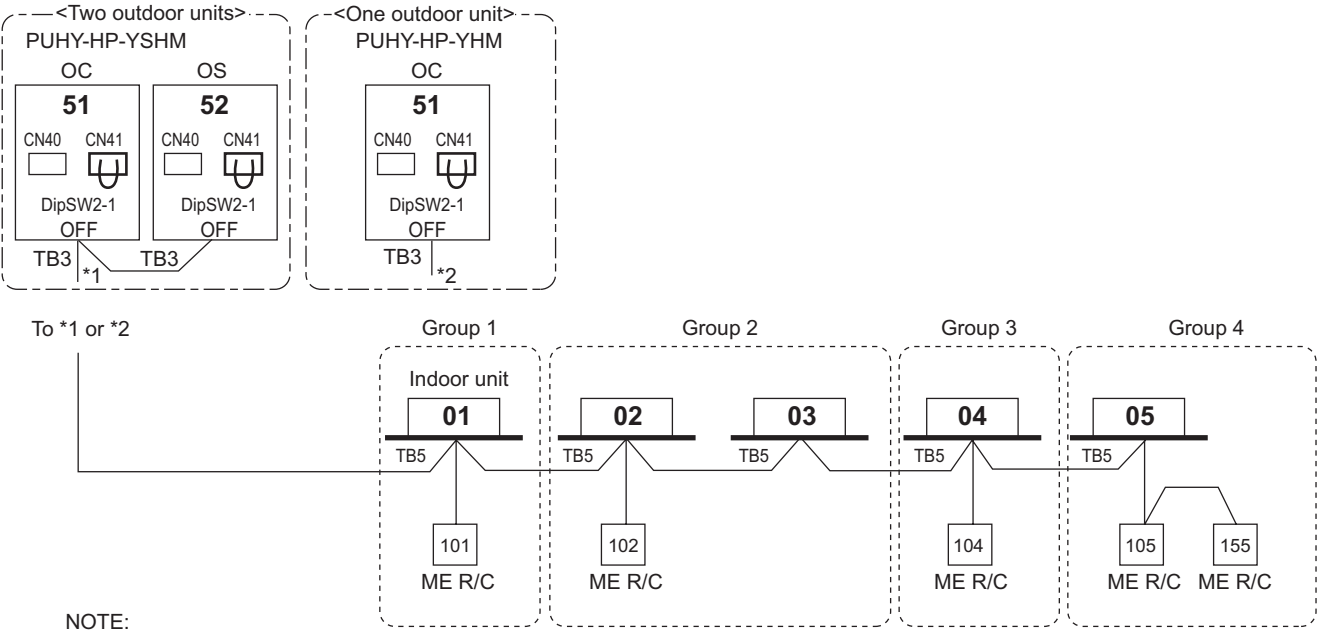 <Two outdoor units>
PUHY-HP-YSHM
OC OS
51 52
CN40 CN41 CN40 CN41
DipSW2-1 DipSW2-1
OFF OFF
TB3 TB3
*1
<One outdoor unit>
PUHY-HP-YHM
OC
51
CN40 CN41
DipSW2-1
OFF
TB3
*2
To *1 or *2
Group 1 Group 2 Group 3 Group 4
Indoor unit
01 02 03 04 05
TB5 TB5 TB5 TB5 TB5
101 102 104 105 155
ME R/C ME R/C ME R/C ME R/C ME R/C
NOTE: